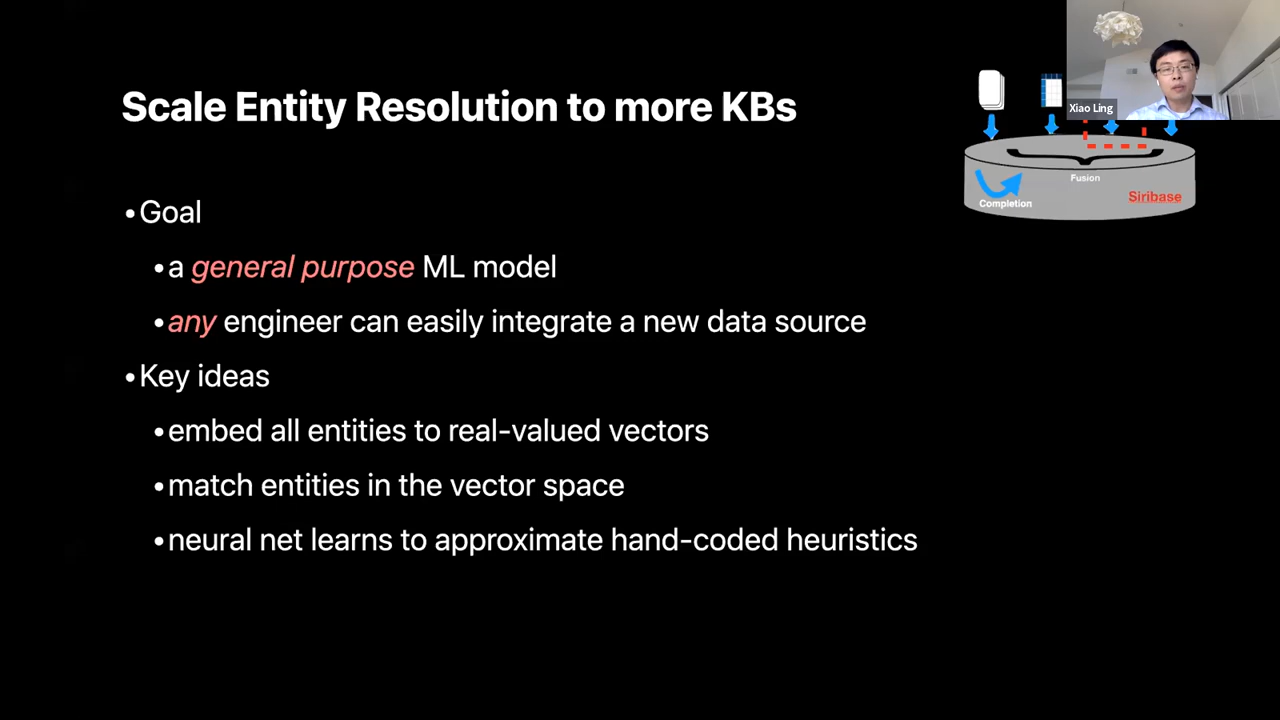 Scale Entity Resolution to more KBs
Xiao Ling
Fusion
Siribase
Completion
•Goal
•a general purpose ML model
•any engineer can easily integrate a new data source
•Key ideas
•embed all entities to real-valued vectors
•match entities in the vector space
•neural net learns to approximate hand-coded heuristics